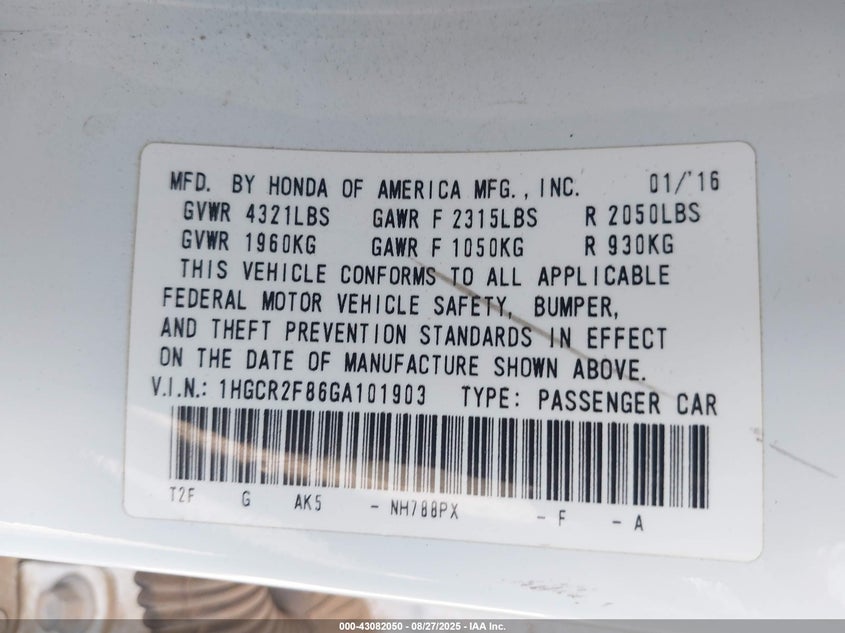 MFD. BY HONDA OF AMERICA MFG., INC. 01/'16
GVWR 4321LBS GAWR F 2315LBS R 2050LBS
GVWR 1960KG GAWR F 1050KG R 930KG
THIS VEHICLE CONFORMS TO ALL APPLICABLE
FEDERAL MOTOR VEHICLE SAFETY, BUMPER,
AND THEFT PREVENTION STANDARDS IN EFFECT
ON THE DATE OF MANUFACTURE SHOWN ABOVE.
V.I.N.: 1HGCR2F86GA101903 TYPE: PASSENGER CAR
T2F G AK5 - NH788PX - F - A
000-43082050 - 08/27/2025 - IAA Inc.